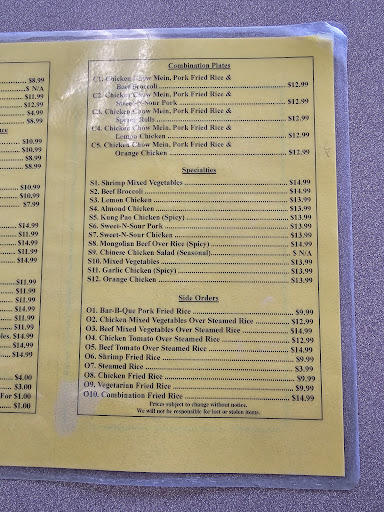 $8.99
$ N/A
$11.99
$12.99
$4.99
$8.99
$10.99
$10.99
$8.99
$8.99
$10.99
$10.99
$7.99
$14.99
$14.99
$11.99
$11.99
$14.99
$11.99
$11.99
$14.99
$11.99
$11.99
$14.99
$14.99
$14.99
$4.00
$3.00
For $1.00
$1.00
Combination Plates
C1. Chicken Chow Mein, Pork Fried Rice &
Beef Broccoli $12.99
C2. Chicken Chow Mein, Pork Fried Rice &
Sweet-N-Sour Pork $12.99
C3. Chicken Chow Mein, Pork Fried Rice &
Spring Rolls $12.99
C4. Chicken Chow Mein, Pork Fried Rice &
Lemon Chicken $12.99
C5. Chicken Chow Mein, Pork Fried Rice &
Orange Chicken $12.99
Specialties
S1. Shrimp Mixed Vegetables $14.99
S2. Beef Broccoli $14.99
S3. Lemon Chicken $13.99
S4. Almond Chicken $13.99
S5. Kung Pao Chicken (Spicy) $13.99
S6. Sweet-N-Sour Pork $13.99
S7. Sweet-N-Sour Chicken $13.99
S8. Mongolian Beef Over Rice (Spicy) $14.99
S9. Chinese Chicken Salad (Seasonal) $ N/A
S10. Mixed Vegetables $13.99
S11. Garlic Chicken (Spicy) $13.99
S12. Orange Chicken $13.99
Side Orders
O1. Bar-B-Que Pork Fried Rice $9.99
O2. Chicken Mixed Vegetables Over Steamed Rice $12.99
O3. Beef Mixed Vegetables Over Steamed Rice $14.99
O4. Chicken Tomato Over Steamed Rice $12.99
O5. Beef Tomato Over Steamed Rice $14.99
O6. Shrimp Fried Rice $9.99
O7. Steamed Rice $3.99
O8. Chicken Fried Rice $9.99
O9. Vegetarian Fried Rice $9.99
O10. Combination Fried Rice $14.99
Prices subject to change without notice.
We will not be responsible for lost or stolen items.